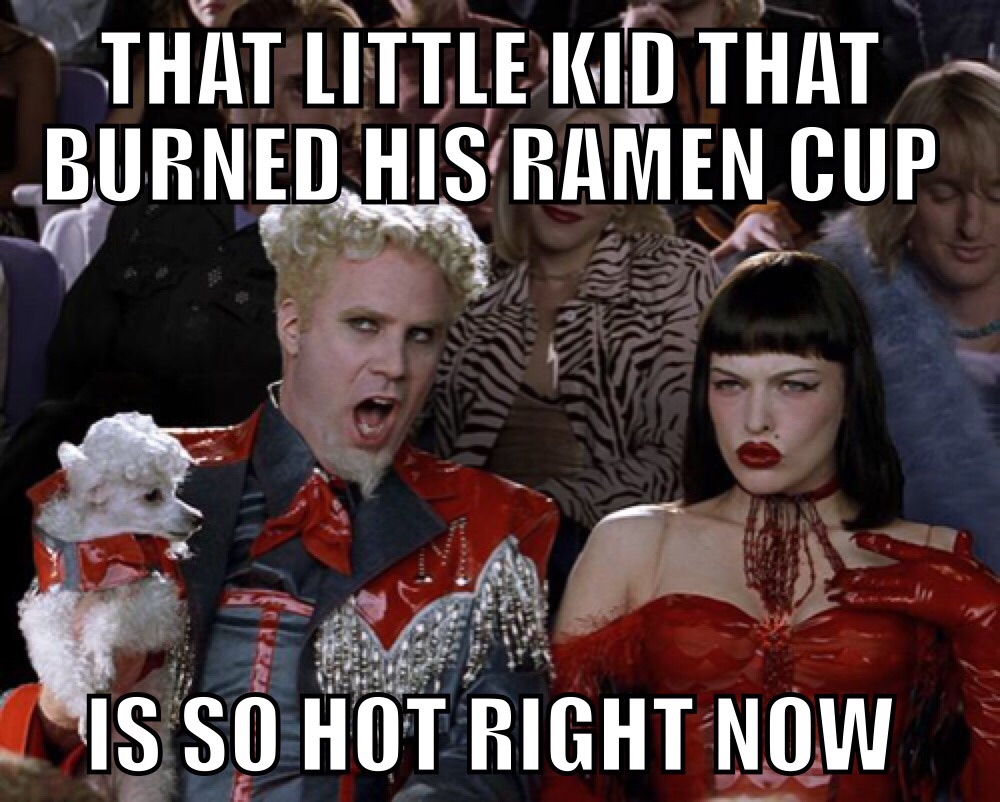 THAT LITTLE KID THAT
BURNED HIS RAMEN CUP
M
IS SO HOT RIGHT NOW